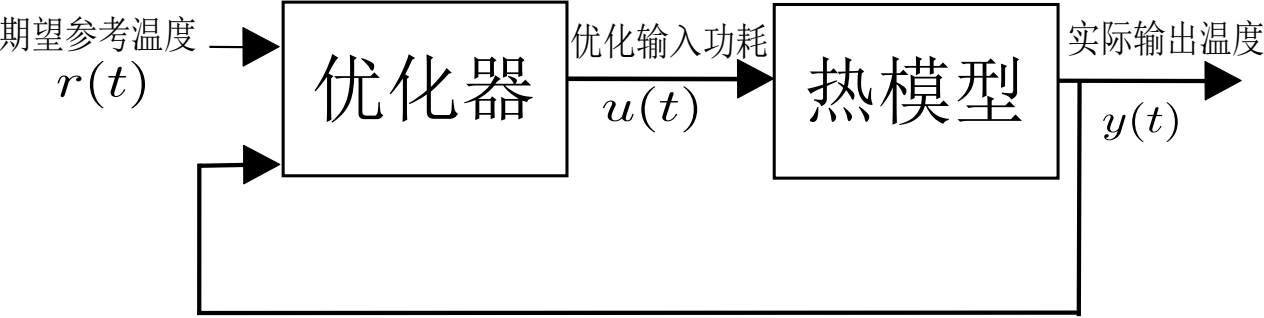 期望参考温度
r(t)
优化器
优化输入功耗
u(t)
热模型
实际输出温度
y(t)